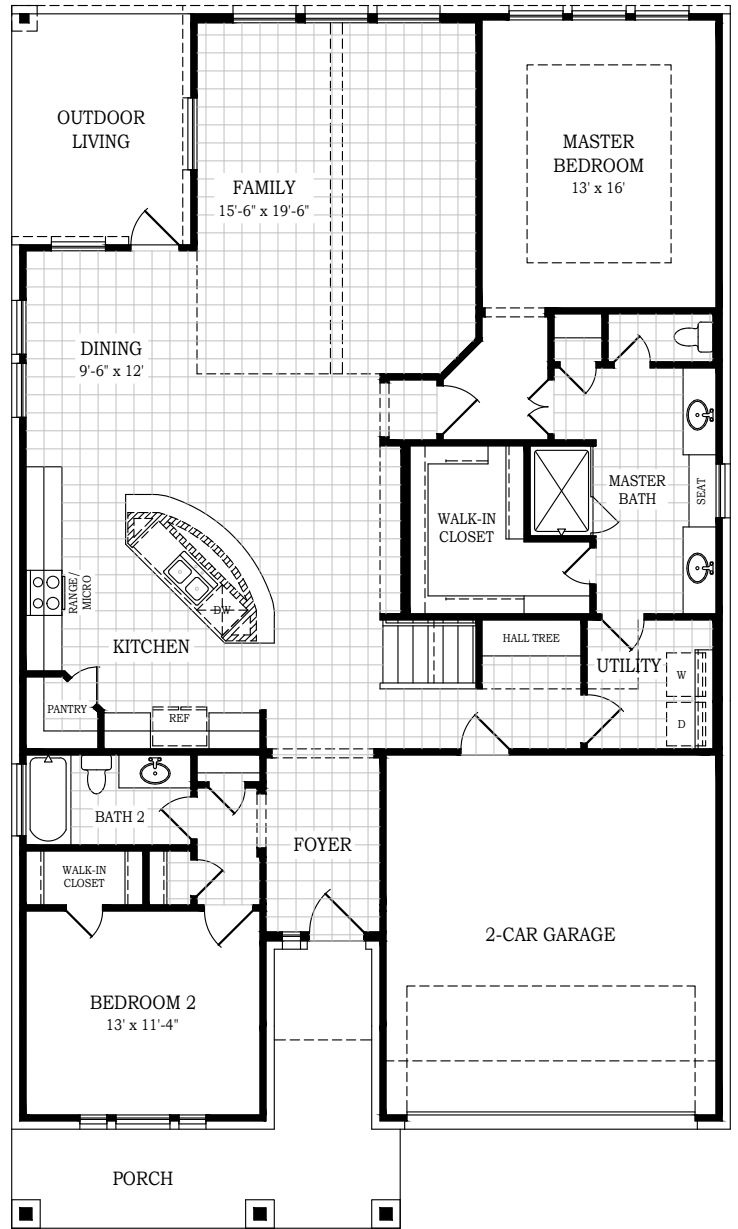 OUTDOOR
LIVING
FAMILY
15'-6" x 19'-6"
MASTER
BEDROOM
13' x 16'
DINING
9'-6" x 12'
WALK-IN
CLOSET
MASTER
BATH
SEAT
RANGE/
MICRO
DW
KITCHEN
HALL TREE
UTILITY
W
D
PANTRY
REF
BATH 2
FOYER
WALK-IN
CLOSET
2-CAR GARAGE
BEDROOM 2
13' x 11'-4"
PORCH